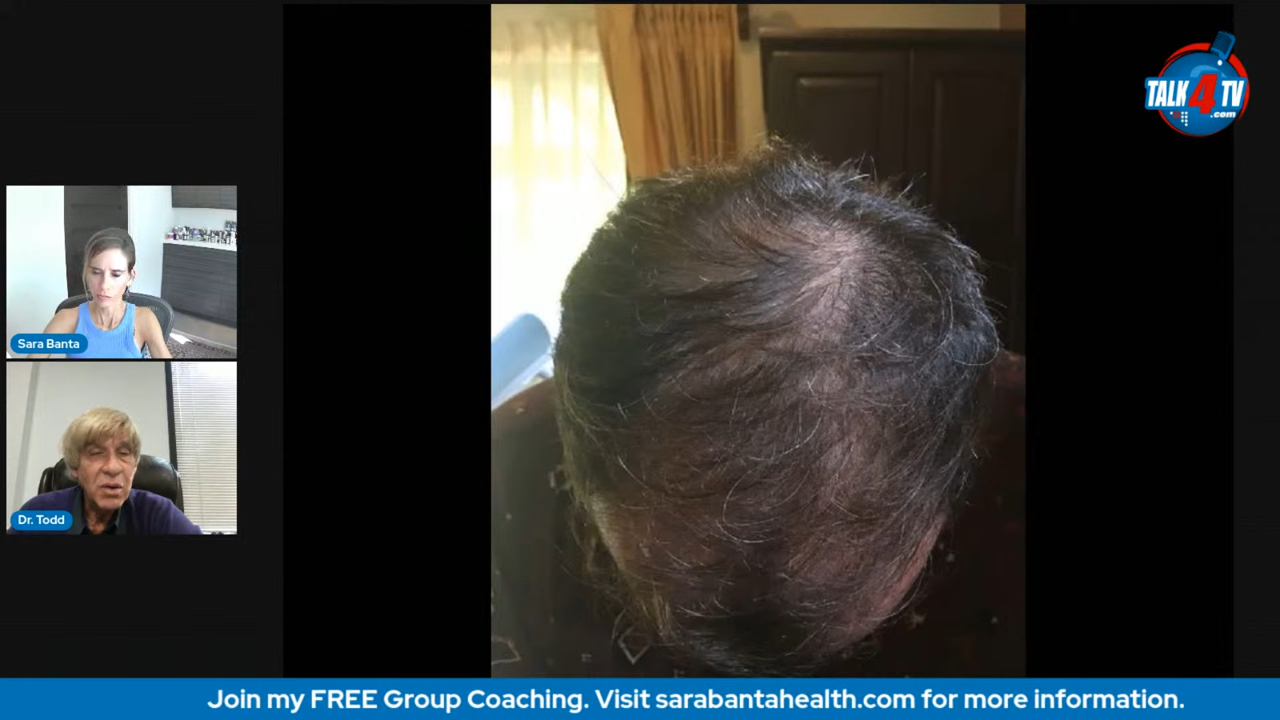 TALK4TV
.com
Sara Banta
Dr. Todd
Join my FREE Group Coaching. Visit sarabantahealth.com for more information.